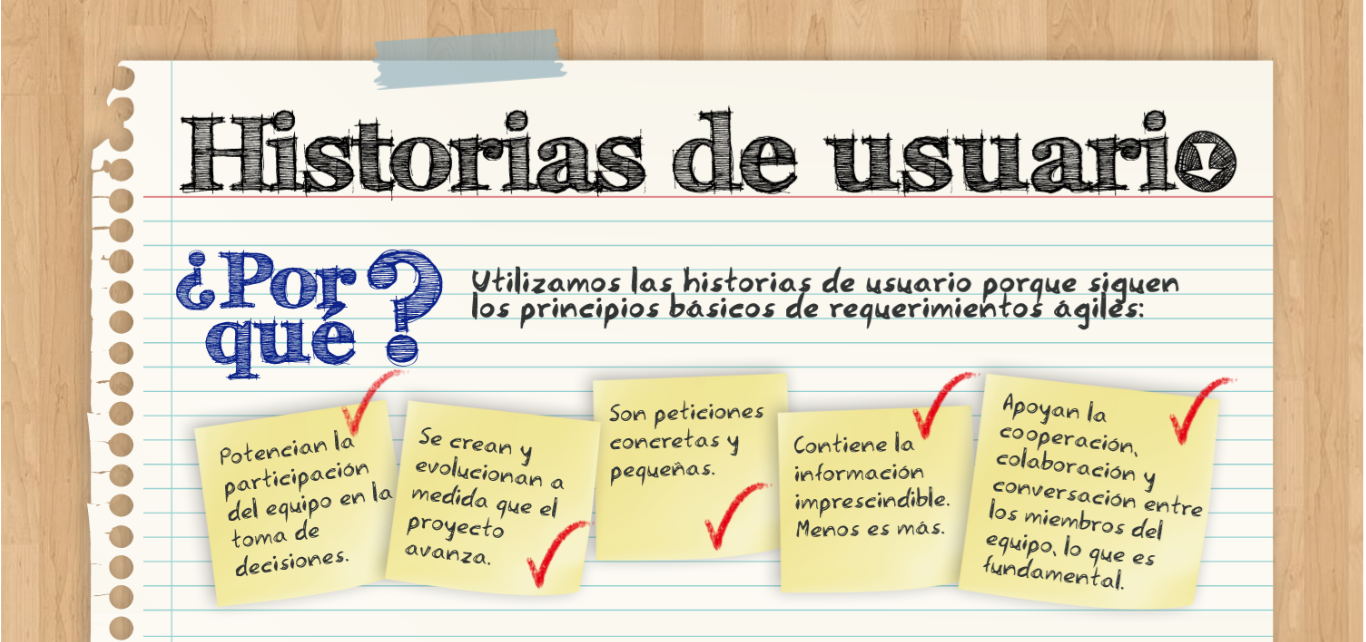 Historias de usuario
¿Por
qué?
Utilizamos las historias de usuario porque siguen
los principios básicos de requerimientos ágiles:
Potencian la
participación
del equipo en la
toma de
decisiones.
Se crean y
evolucionan a
medida que el
proyecto
avanza.
Son peticiones
concretas y
pequeñas.
Contiene la
información
imprescindible.
Menos es más.
Apoyan la
cooperación,
colaboración y
conversación entre
los miembros del
equipo, lo que es
fundamental.